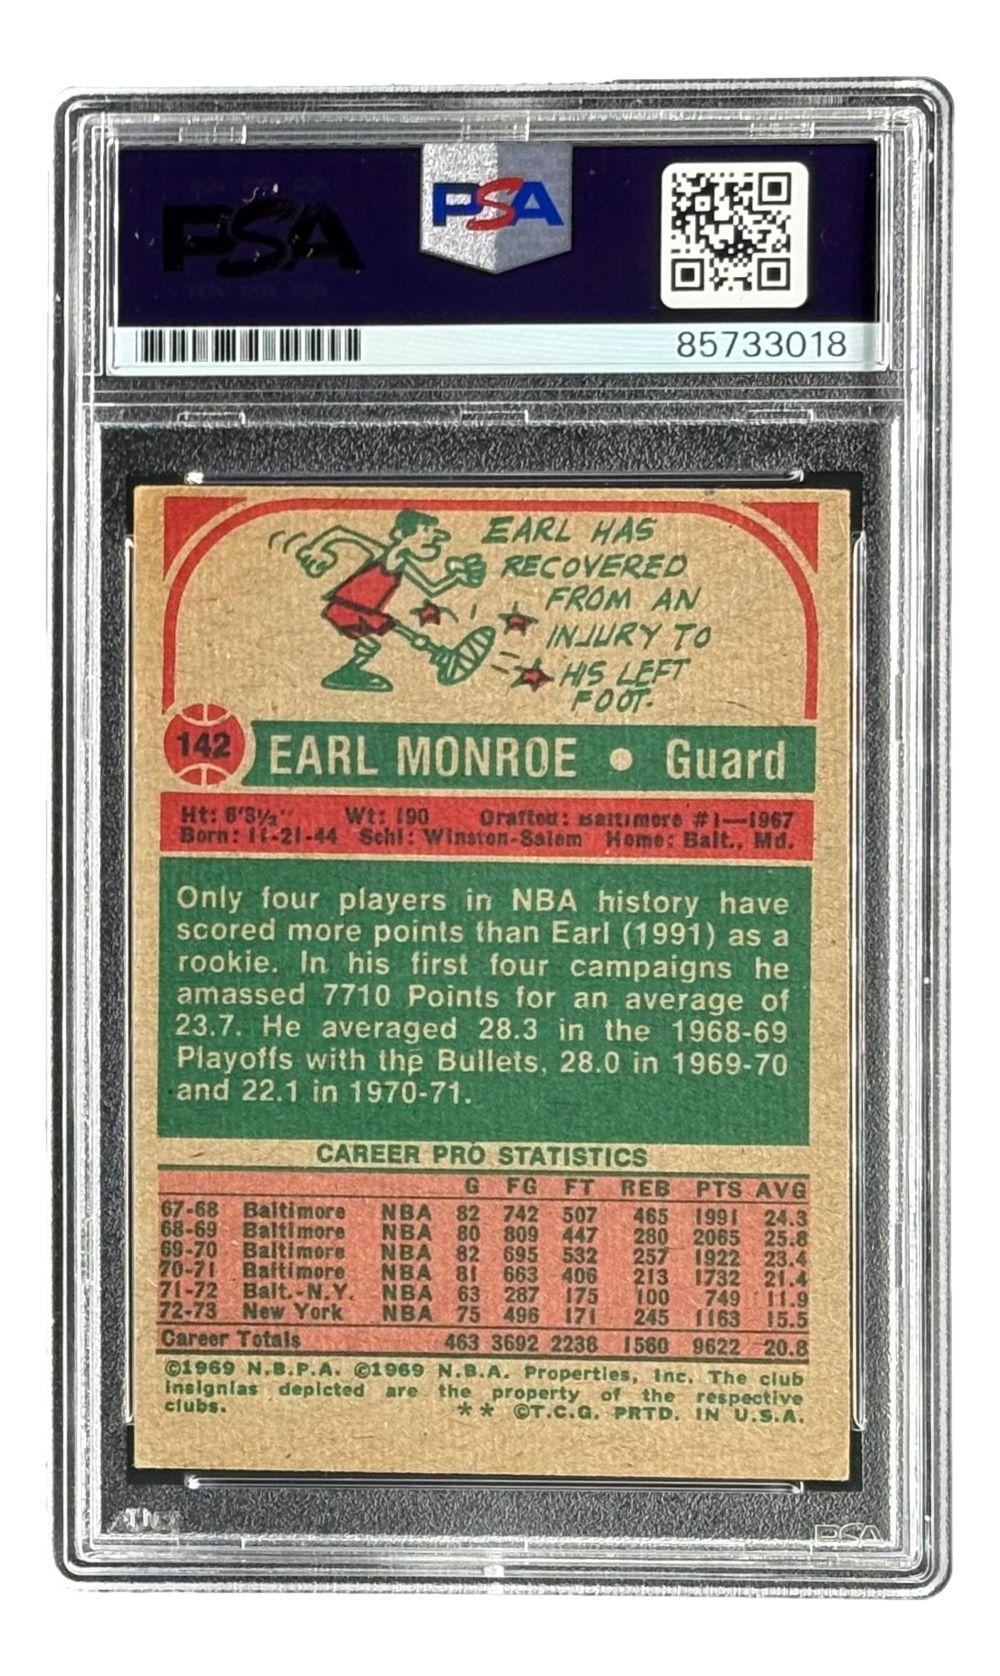 PSA
PSA
85733018
EARL HAS
RECOVERED
FROM AN
INJURY TO
HIS LEFT
FOOT.
142
EARL MONROE • Guard
Wt: 190 Drafted: Baltimore #1—1967
Born: 11-21-44 Schl: Winston-Salem Home: Balt., Md.
Only four players in NBA history have
scored more points than Earl (1991) as a
rookie. In his first four campaigns he
amassed 7710 Points for an average of
23.7. He averaged 28.3 in the 1968-69
Playoffs with the Bullets, 28.0 in 1969-70
and 22.1 in 1970-71.
CAREER PRO STATISTICS
G FG FT REB PTS AVG
67-68 Baltimore NBA 82 742 507 465 1991 24.3
68-69 Baltimore NBA 80 809 447 280 2065 25.8
69-70 Baltimore NBA 82 695 532 257 1922 23.4
70-71 Baltimore NBA 81 663 406 213 1732 21.4
71-72 Balt.-N.Y. NBA 63 287 175 100 749 11.9
72-73 New York NBA 75 496 171 245 1163 15.5
Career Totals 463 3692 2238 1560 9622 20.8
©1969 N.B.P.A. ©1969 N.B.A. Properties, Inc. The club
insignias depicted are the property of the respective
clubs. ** ©T.C.G. PRTD. IN U.S.A.
PSA